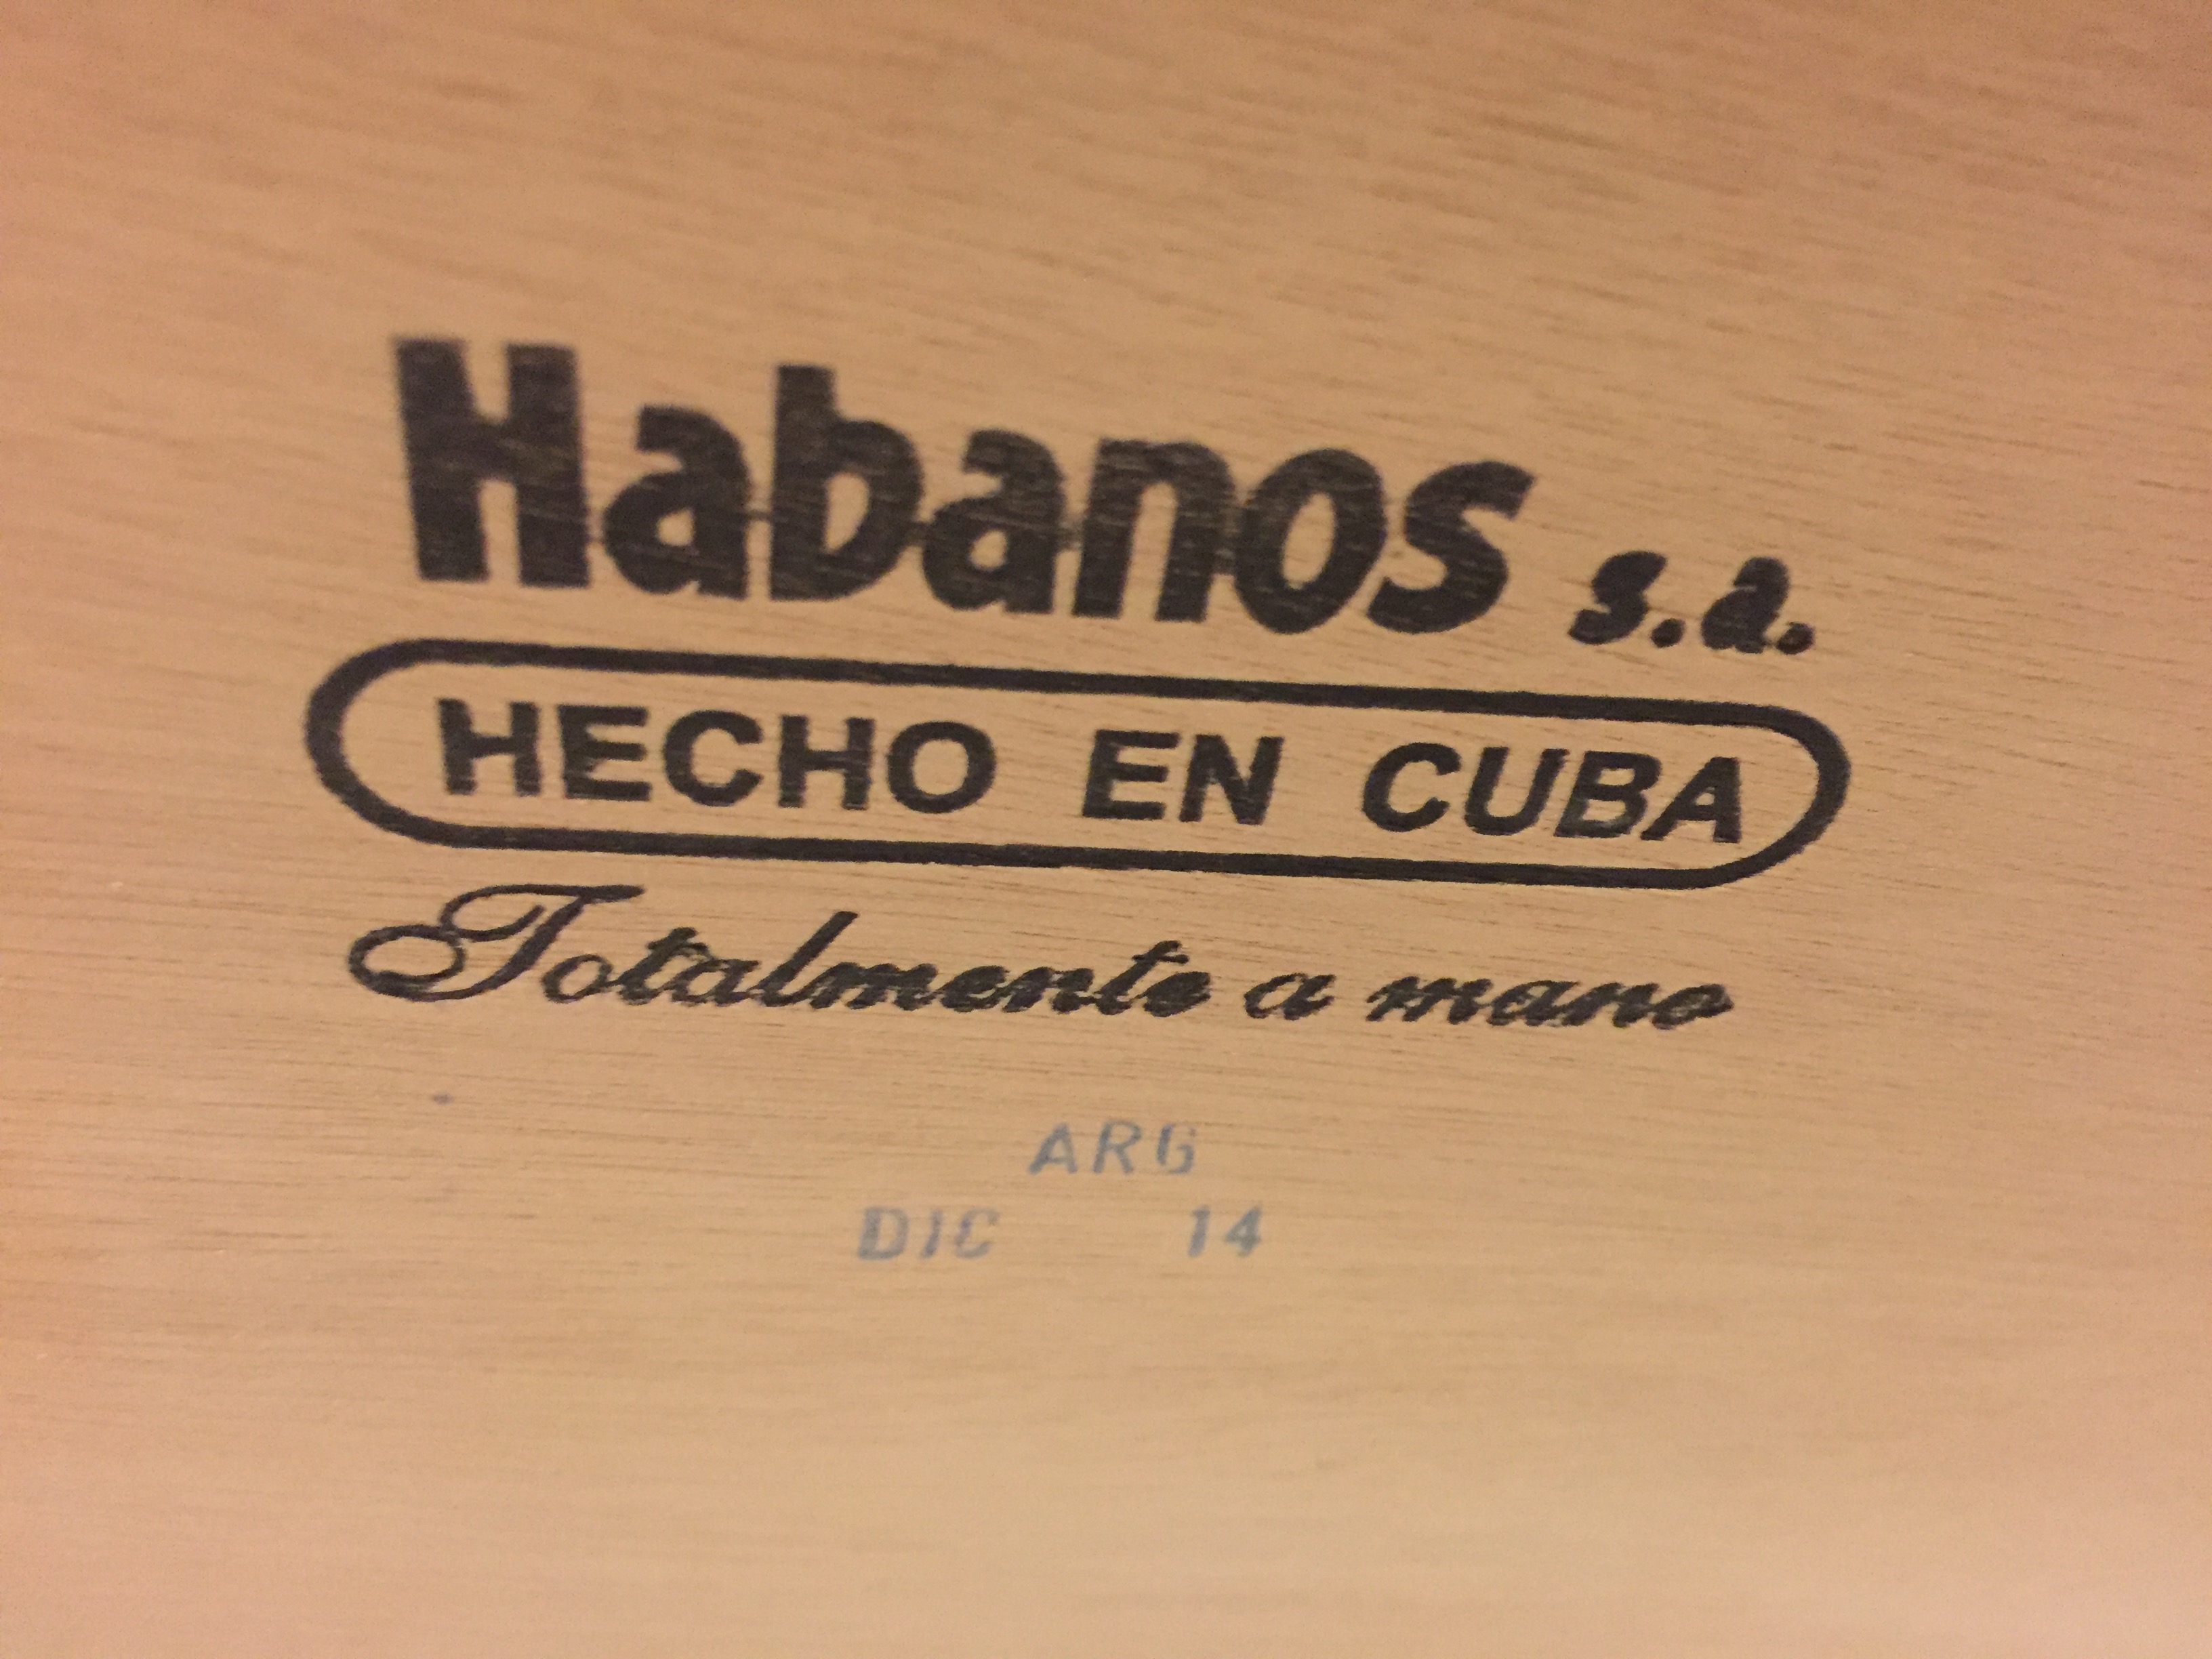 Habanos s.a.
HECHO EN CUBA
Totalmente a mano
ARG
DIC 14